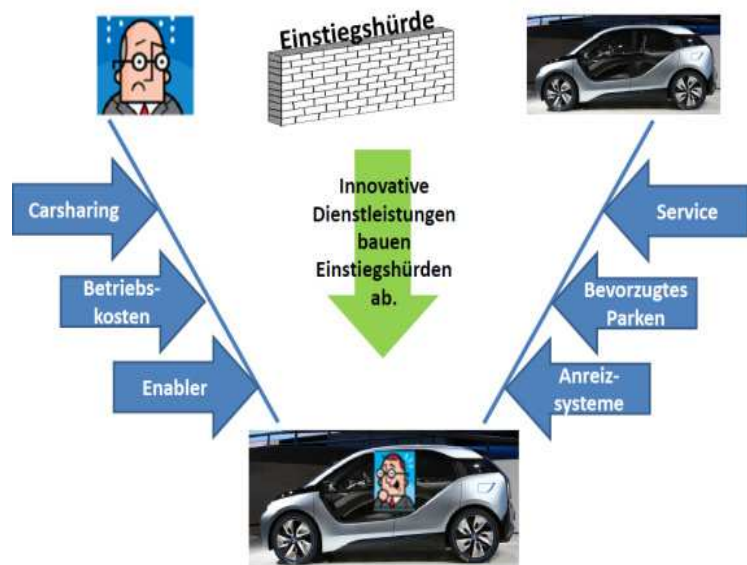 Einstiegshürde
Innovative
Dienstleistungen
bauen
Einstiegshürden
ab.
Carsharing
Betriebs-
kosten
Enabler
Service
Bevorzugtes
Parken
Anreiz-
systeme